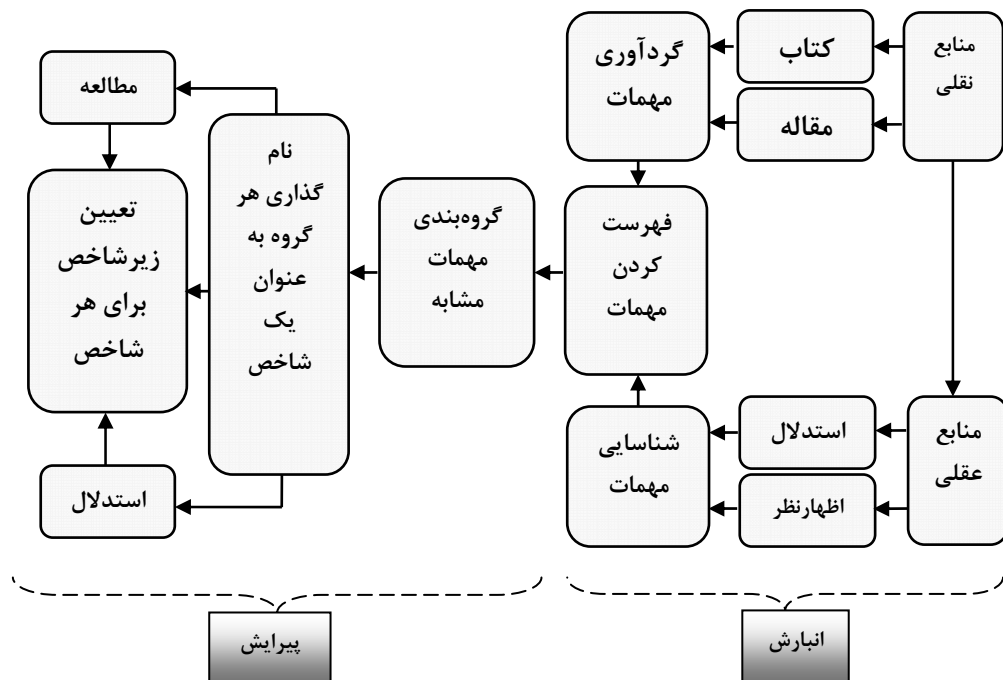 منابع
نقلی
کتاب
مقاله
گردآوری
مهمات
فهرست
کردن
مهمات
منابع
عقلی
استدلال
اظهارنظر
شناسایی
مهمات
گروه‌بندی
مهمات
مشابه
نام
گذاری هر
گروه به
عنوان
یک
شاخص
مطالعه
تعیین
زیرشاخص
برای هر
شاخص
استدلال
انبارش
پیرایش